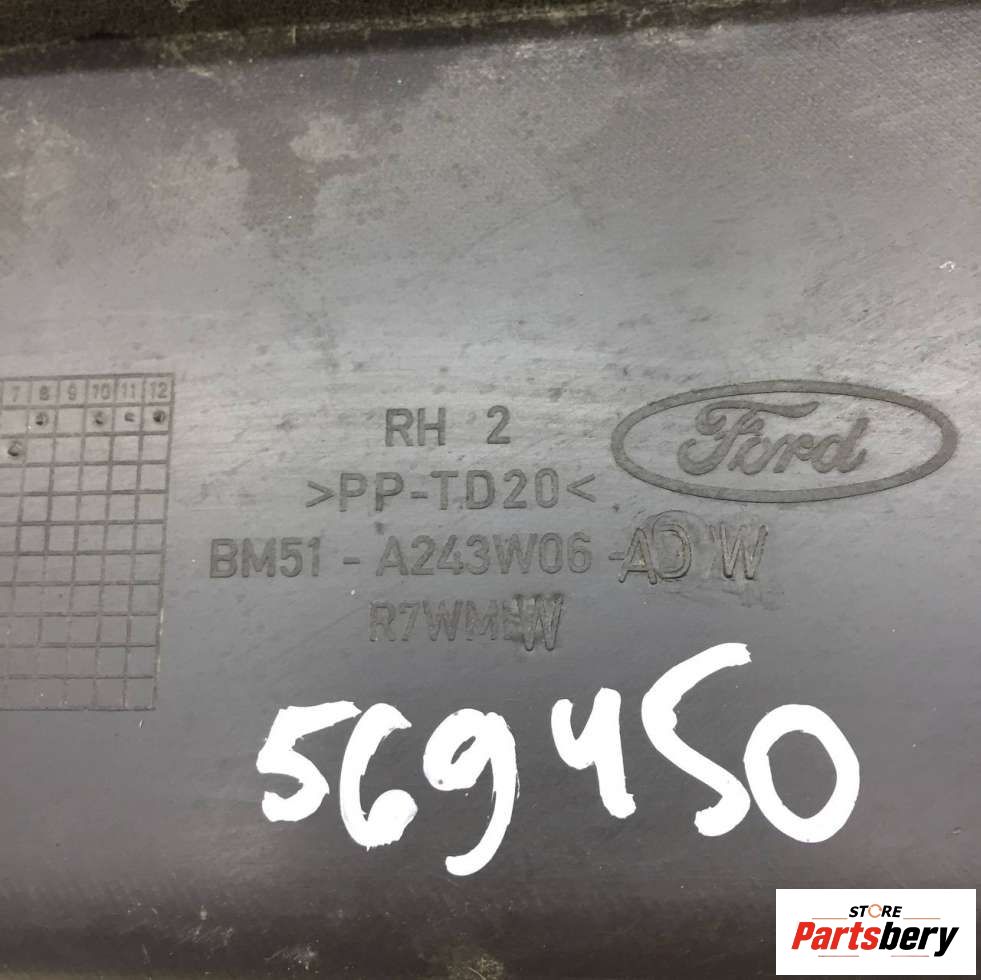 7 8 9 10 11 12
RH 2
Ford
>PP-TD20<
BM51 - A243W06 -AD W
569450
STORE
Partsbery